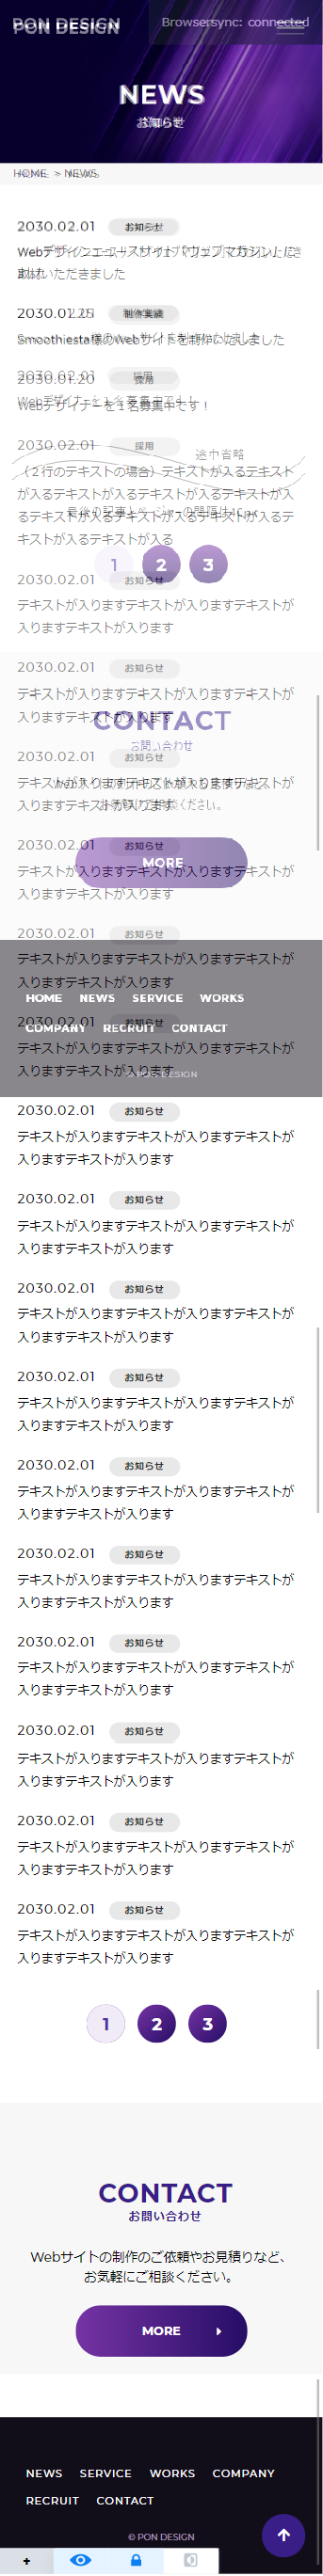 PON DESIGN
Browsersync: connected
NEWS
お知らせ
HOME > NEWS
2030.02.01 お知らせ
Webデザインエースサイト「ウェブマガジン」に
いただきました
2030.01.25 制作実績
Smoothiesta様のWebサイトを制作いたしました
2030.01.20 採用
Webデザイナーを1名募集中です!
2030.02.01 採用
途中省略
(2行のテキストの場合)テキストが入るテキスト
が入るテキストが入るテキストが入るテキストが入
るテキストが入るテキストが入るテキストが入るテ
キストが入るテキストが入る
1 2 3
2030.02.01 お知らせ
テキストが入りますテキストが入りますテキストが
入りますテキストが入ります
2030.02.01 お知らせ
テキストが入りますテキストが入りますテキストが
入りますテキストが入ります
CONTACT
お問い合わせ
2030.02.01 お知らせ
テキストが入りますテキストが入りますテキストが
入りますテキストが入ります
2030.02.01 お知らせ
MORE
テキストが入りますテキストが入りますテキストが
入りますテキストが入ります
2030.02.01 お知らせ
テキストが入りますテキストが入りますテキストが
入りますテキストが入ります
HOME NEWS SERVICE WORKS
2030.02.01 お知らせ
COMPANY RECRUIT CONTACT
テキストが入りますテキストが入りますテキストが
入りますテキストが入ります
© PON DESIGN
2030.02.01 お知らせ
テキストが入りますテキストが入りますテキストが
入りますテキストが入ります
2030.02.01 お知らせ
テキストが入りますテキストが入りますテキストが
入りますテキストが入ります
2030.02.01 お知らせ
テキストが入りますテキストが入りますテキストが
入りますテキストが入ります
2030.02.01 お知らせ
テキストが入りますテキストが入りますテキストが
入りますテキストが入ります
2030.02.01 お知らせ
テキストが入りますテキストが入りますテキストが
入りますテキストが入ります
2030.02.01 お知らせ
テキストが入りますテキストが入りますテキストが
入りますテキストが入ります
2030.02.01 お知らせ
テキストが入りますテキストが入りますテキストが
入りますテキストが入ります
2030.02.01 お知らせ
テキストが入りますテキストが入りますテキストが
入りますテキストが入ります
2030.02.01 お知らせ
テキストが入りますテキストが入りますテキストが
入りますテキストが入ります
2030.02.01 お知らせ
テキストが入りますテキストが入りますテキストが
入りますテキストが入ります
1 2 3
CONTACT
お問い合わせ
Webサイトの制作のご依頼やお見積りなど、
お気軽にご相談ください。
MORE
NEWS SERVICE WORKS COMPANY
RECRUIT CONTACT
© PON DESIGN